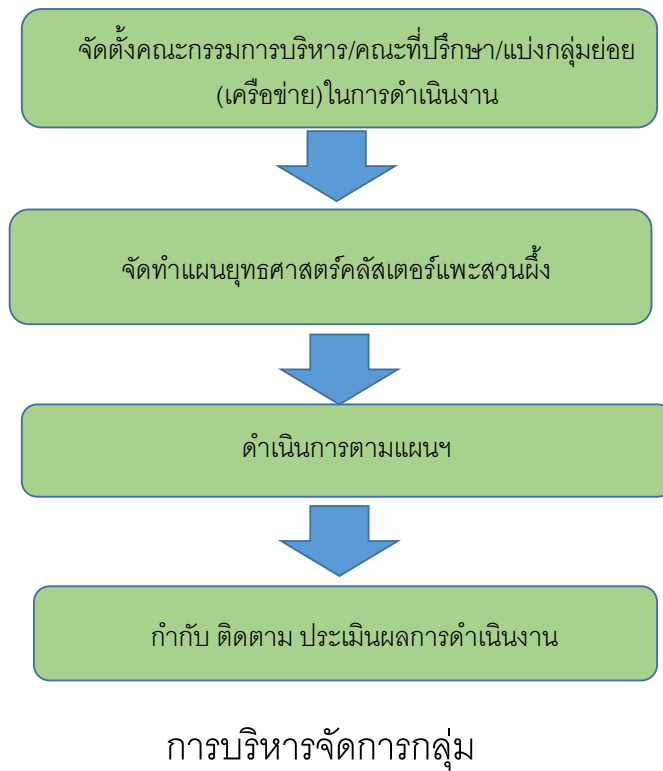 จัดตั้งคณะกรรมการบริหาร/คณะที่ปรึกษา/แบ่งกลุ่มย่อย
(เครือข่าย)ในการดำเนินงาน
จัดทำแผนยุทธศาสตร์คลัสเตอร์แพะสวนผึ้ง
ดำเนินการตามแผนฯ
กำกับ ติดตาม ประเมินผลการดำเนินงาน
การบริหารจัดการกลุ่ม